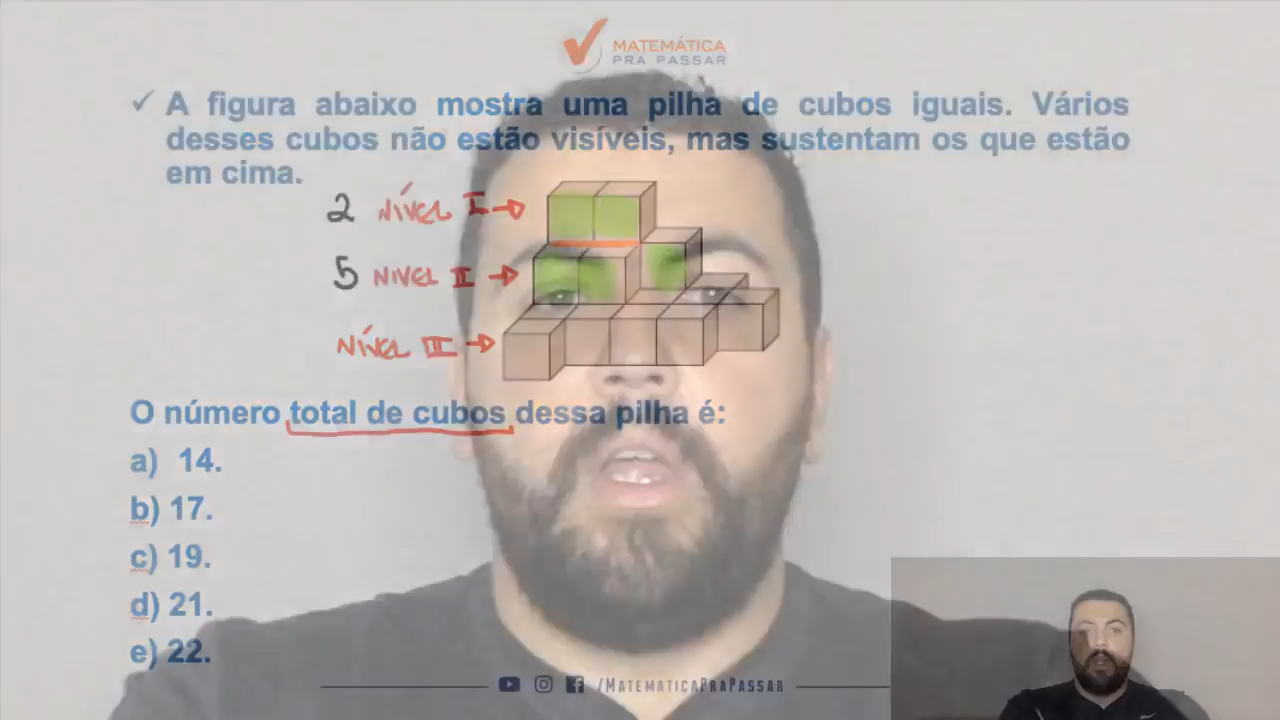 MATEMÁTICA
PRA PASSAR
✓ A figura abaixo mostra uma pilha de cubos iguais. Vários
desses cubos não estão visíveis, mas sustentam os que estão
em cima.
2 NÍVEL I →
5 NIVEL II →
NÍVEL III →
O número total de cubos dessa pilha é:
a) 14.
b) 17.
c) 19.
d) 21.
e) 22.
/MATEMATICAPRAPASSAR